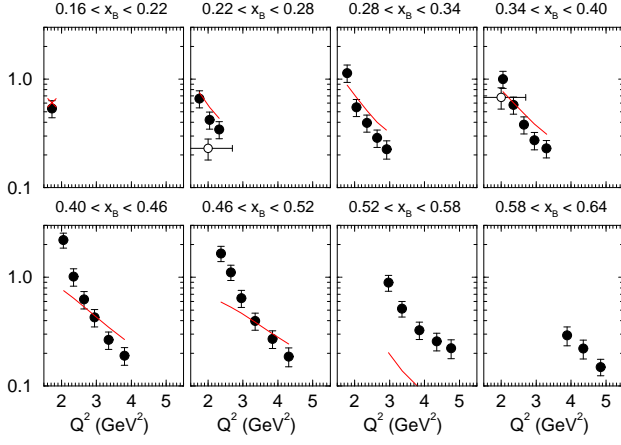 0.16 < x_B < 0.22 0.22 < x_B < 0.28 0.28 < x_B < 0.34 0.34 < x_B < 0.40
1.0
0.1
0.40 < x_B < 0.46 0.46 < x_B < 0.52 0.52 < x_B < 0.58 0.58 < x_B < 0.64
1.0
0.1
2 3 4 5 2 3 4 5 2 3 4 5 2 3 4 5
Q^2 (GeV^2) Q^2 (GeV^2) Q^2 (GeV^2) Q^2 (GeV^2)